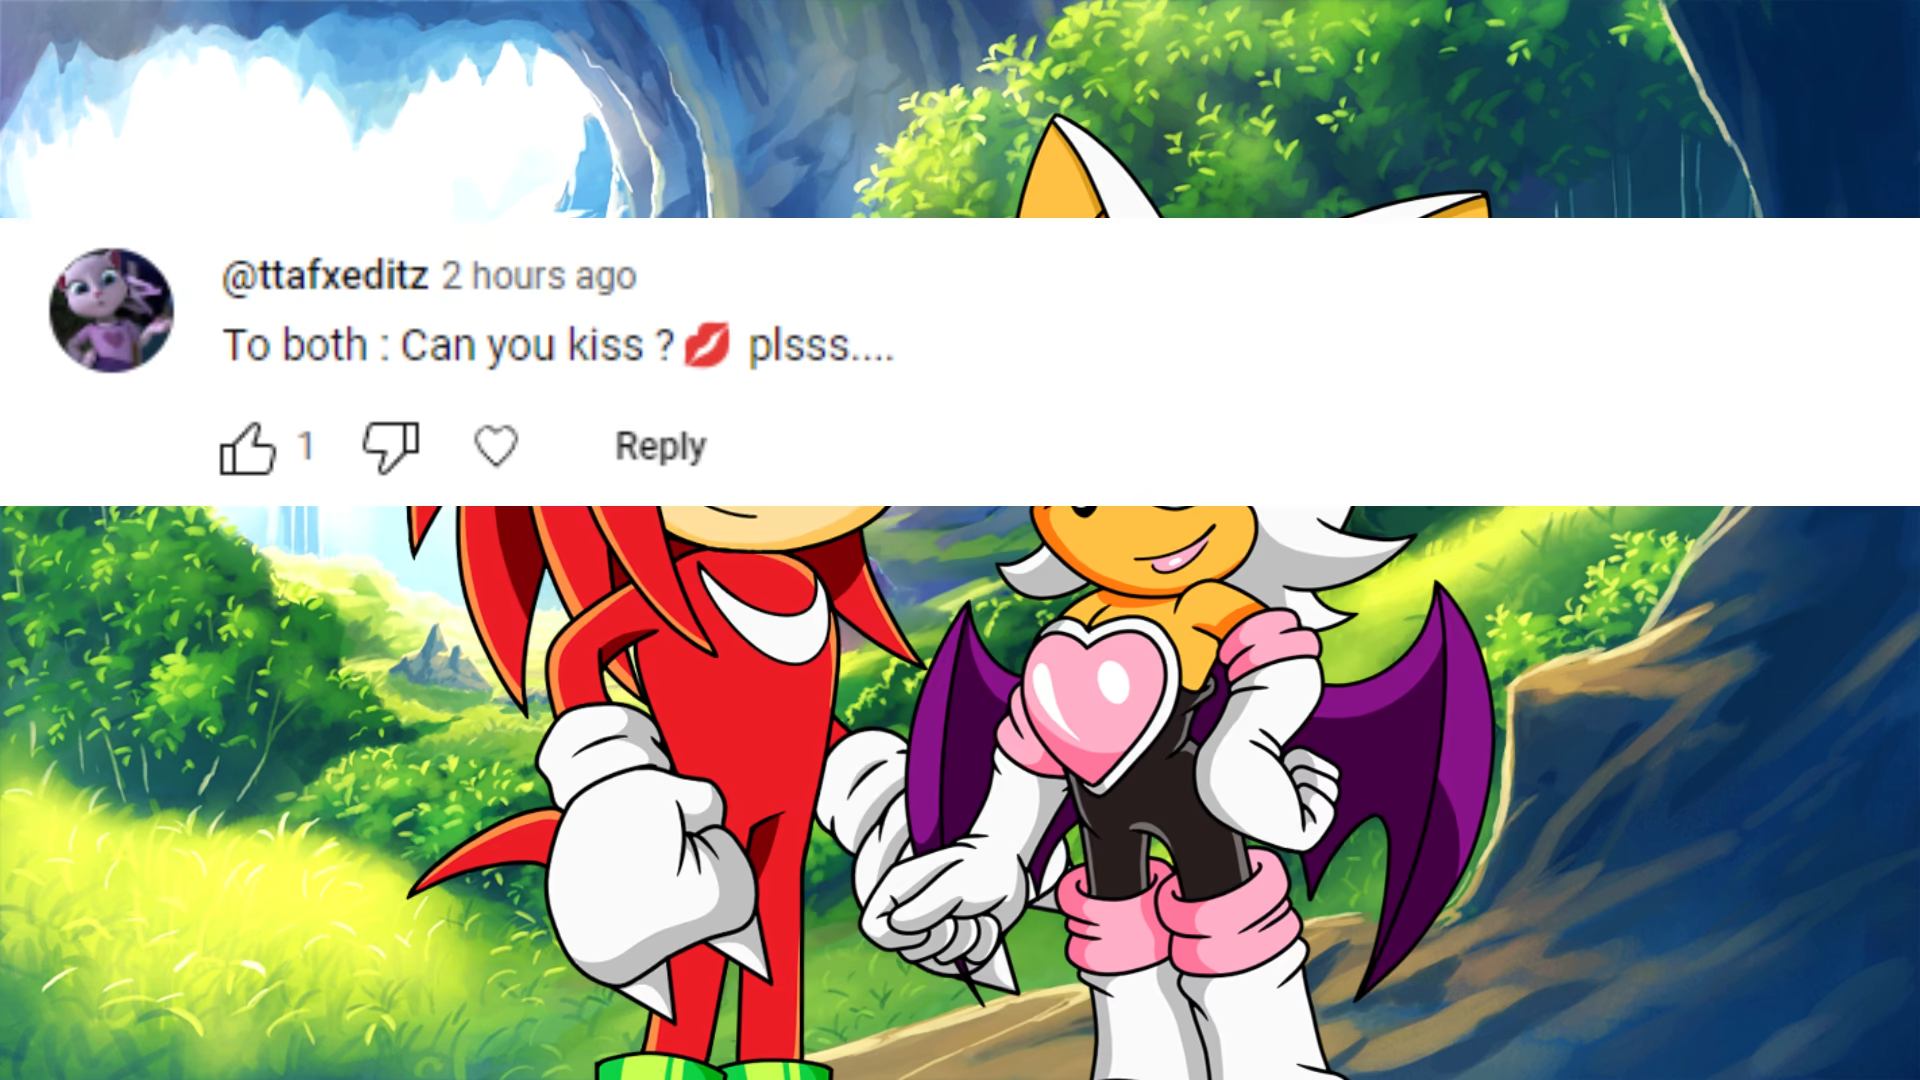 @ttafxeditz 2 hours ago
To both : Can you kiss ?💋 plsss....
1 Reply